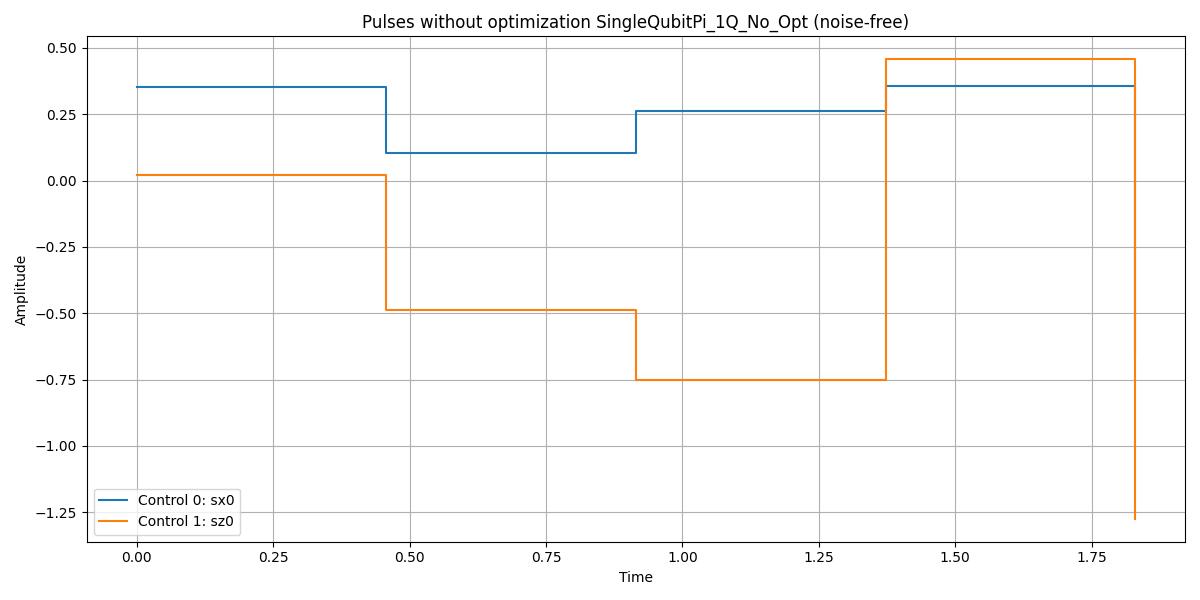 Pulses without optimization SingleQubitPi_1Q_No_Opt (noise-free)
0.50
0.25
0.00
−0.25
−0.50
−0.75
−1.00
−1.25
Amplitude
Control 0: sx0
Control 1: sz0
0.00 0.25 0.50 0.75 1.00 1.25 1.50 1.75
Time